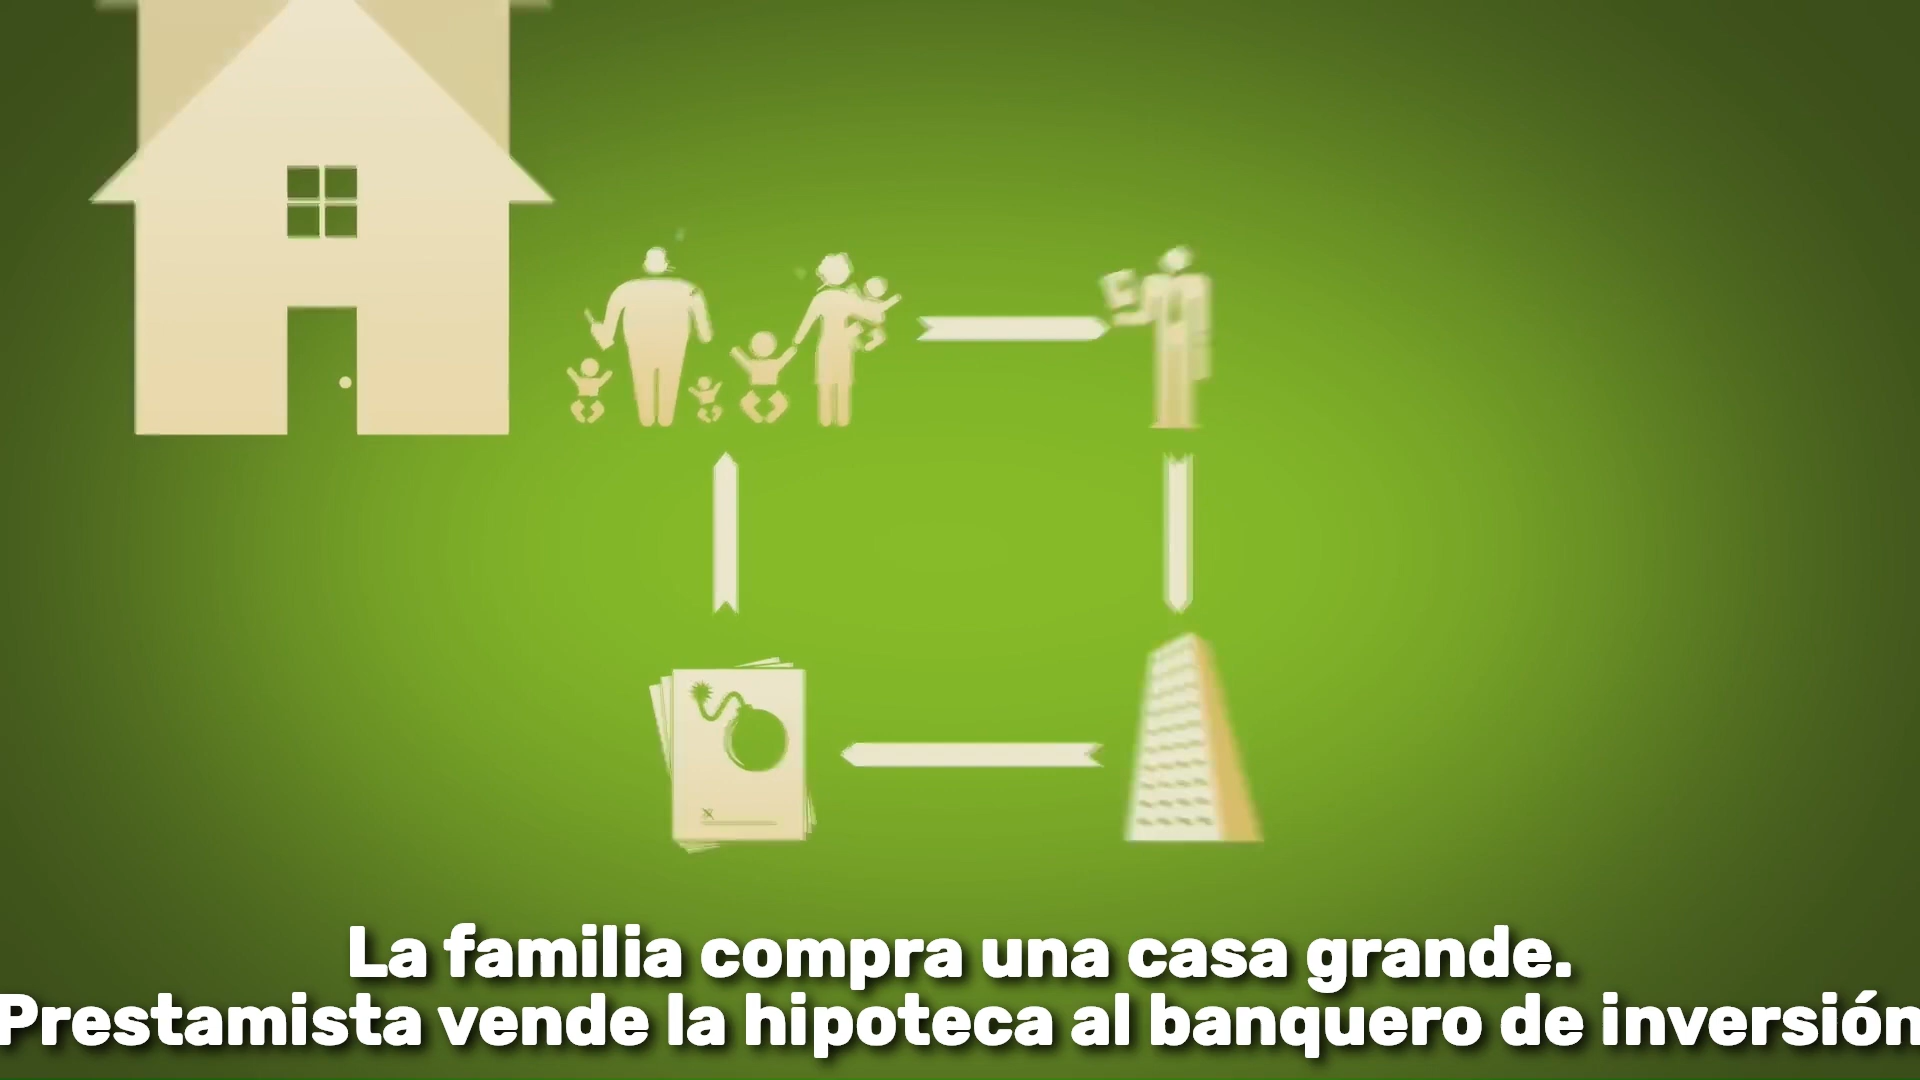 La familia compra una casa grande.
Prestamista vende la hipoteca al banquero de inversión